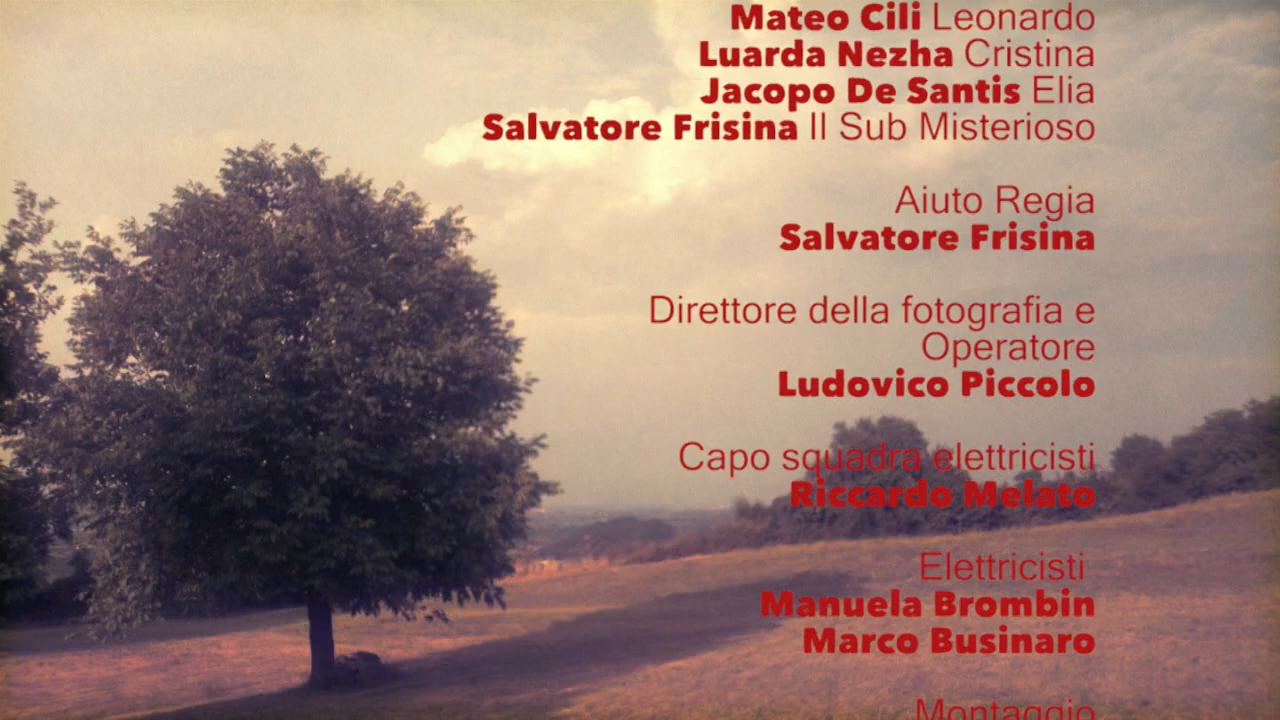 Mateo Cili Leonardo
Luarda Nezha Cristina
Jacopo De Santis Elia
Salvatore Frisina Il Sub Misterioso
Aiuto Regia
Salvatore Frisina
Direttore della fotografia e
Operatore
Ludovico Piccolo
Capo squadra elettricisti
Riccardo Melato
Elettricisti
Manuela Brombin
Marco Businaro
Montaggio